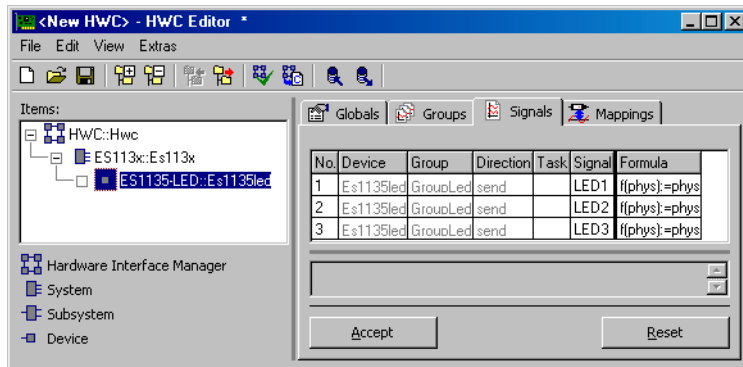 <New HWC> - HWC Editor *
File Edit View Extras
Items:
HWC::Hwc
ES113x::Es113x
ES1135-LED::Es1135led
Hardware Interface Manager
System
Subsystem
Device
Globals Groups Signals Mappings
No. Device Group Direction Task Signal Formula
1 Es1135led GroupLed send LED1 f(phys):=phys
2 Es1135led GroupLed send LED2 f(phys):=phys
3 Es1135led GroupLed send LED3 f(phys):=phys
Accept Reset